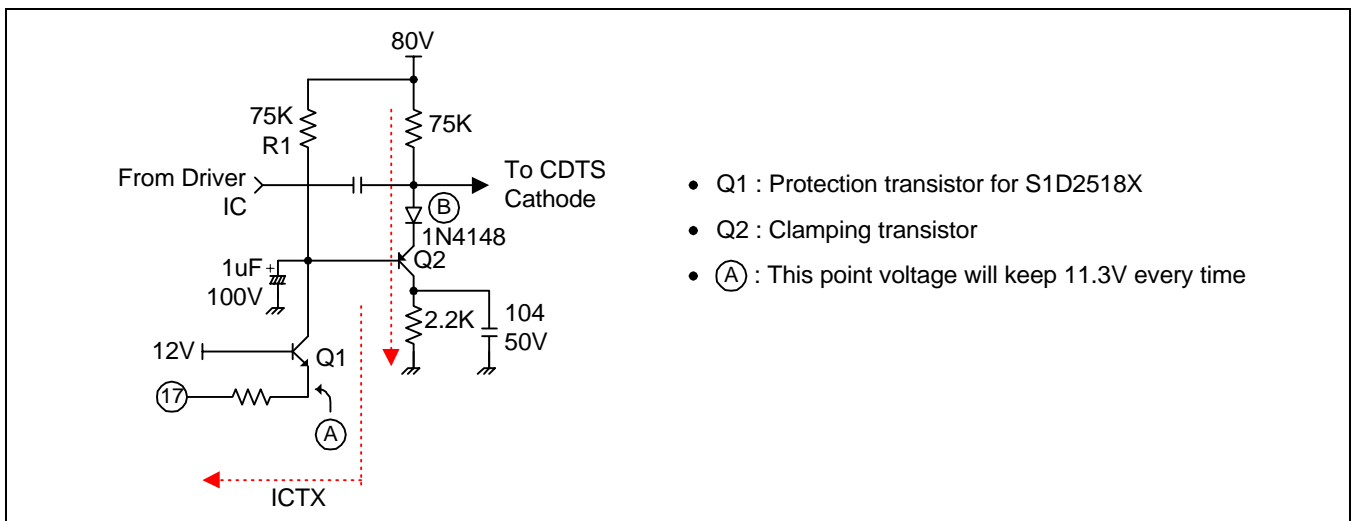 80V
75K
R1
75K
From Driver
IC
To CDTS
Cathode
B
1N4148
Q2
1uF +
100V
2.2K
104
50V
12V
Q1
17
A
ICTX
• Q1 : Protection transistor for S1D2518X
• Q2 : Clamping transistor
• A : This point voltage will keep 11.3V every time